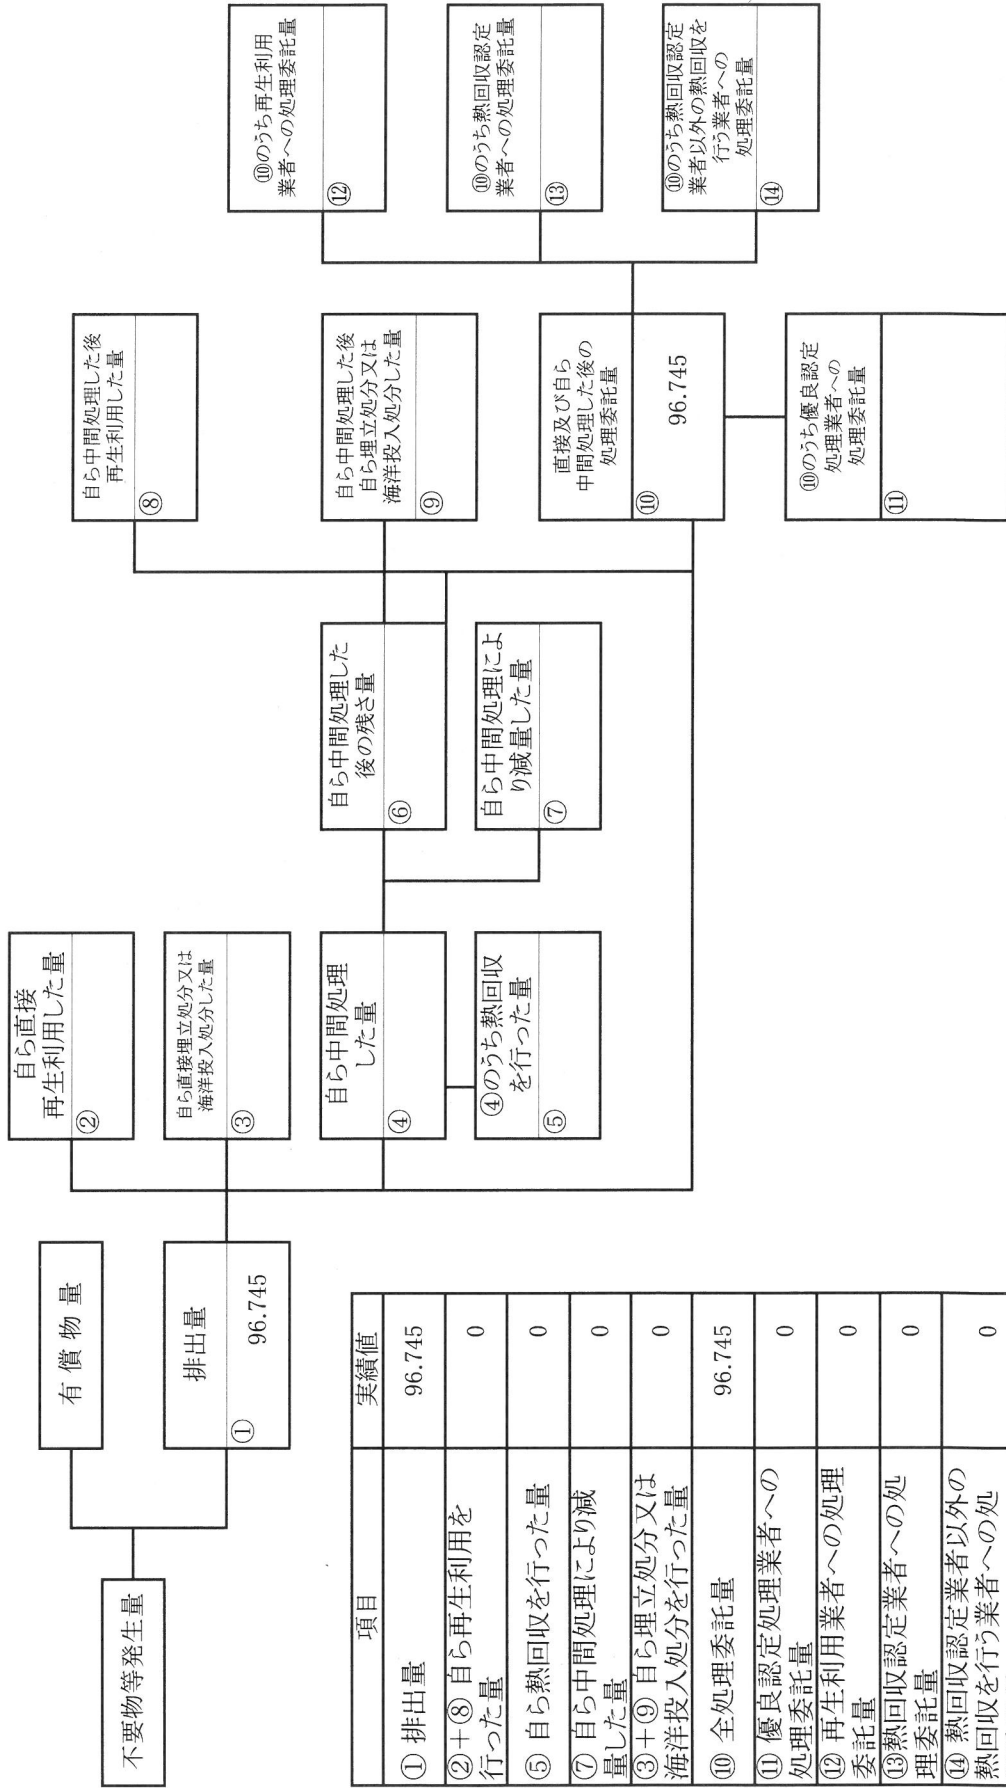 不要物等発生量
有 償 物 量
排出量
①
96.745
自ら直接
再生利用した量
②
自ら直接埋立処分又は
海洋投入処分した量
③
自ら中間処理
した量
④
④のうち熱回収
を行った量
⑤
自ら中間処理した
後の残さ量
⑥
自ら中間処理によ
り減量した量
⑦
自ら中間処理した後
再生利用した量
⑧
自ら中間処理した後
自ら埋立処分又は
海洋投入処分した量
⑨
直接及び自ら
中間処理した後の
処理委託量
⑩
96.745
⑩のうち優良認定
処理業者への
処理委託量
⑪
⑩のうち再生利用
業者への処理委託量
⑫
⑩のうち熱回収認定
業者への処理委託量
⑬
⑩のうち熱回収認定
業者以外の熱回収を
行う業者への
処理委託量
⑭
項目 実績値
① 排出量 96.745
②＋⑧ 自ら再生利用を
行った量 0
⑤ 自ら熱回収を行った量 0
⑦ 自ら中間処理により減
量した量 0
③＋⑨ 自ら埋立処分又は
海洋投入処分を行った量 0
⑩ 全処理委託量 96.745
⑪ 優良認定処理業者への
処理委託量 0
⑫ 再生利用業者への処理
委託量 0
⑬熱回収認定業者への処
理委託量 0
⑭ 熱回収認定業者以外の
熱回収を行う業者への処 0